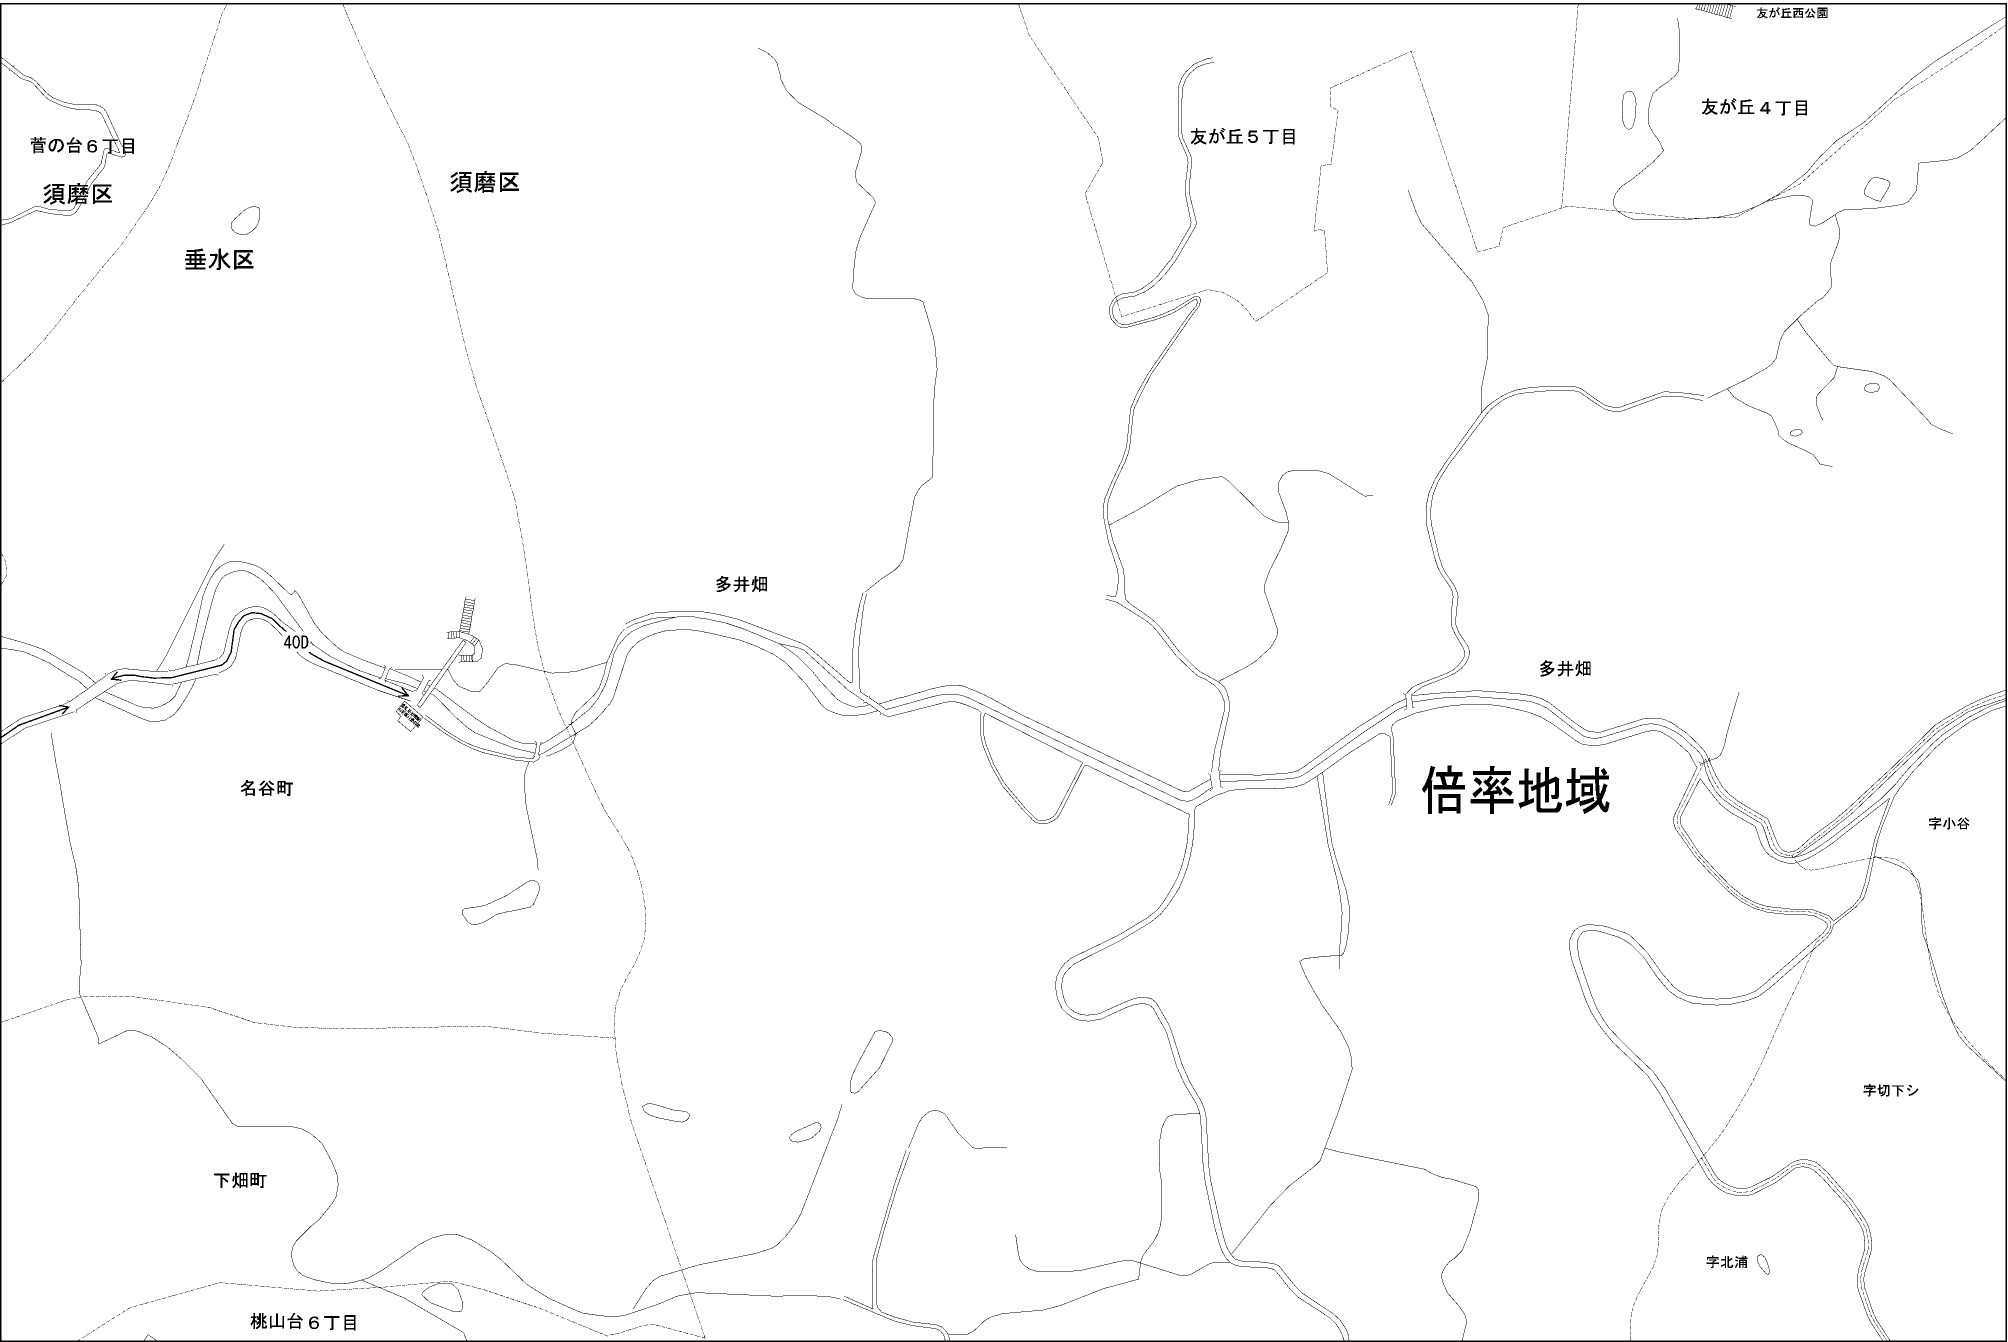 友が丘西公園
友が丘４丁目
友が丘５丁目
菅の台６丁目
須磨区
須磨区
垂水区
多井畑
40D
多井畑
名谷町
倍率地域
字小谷
字切下シ
下畑町
字北浦
桃山台６丁目